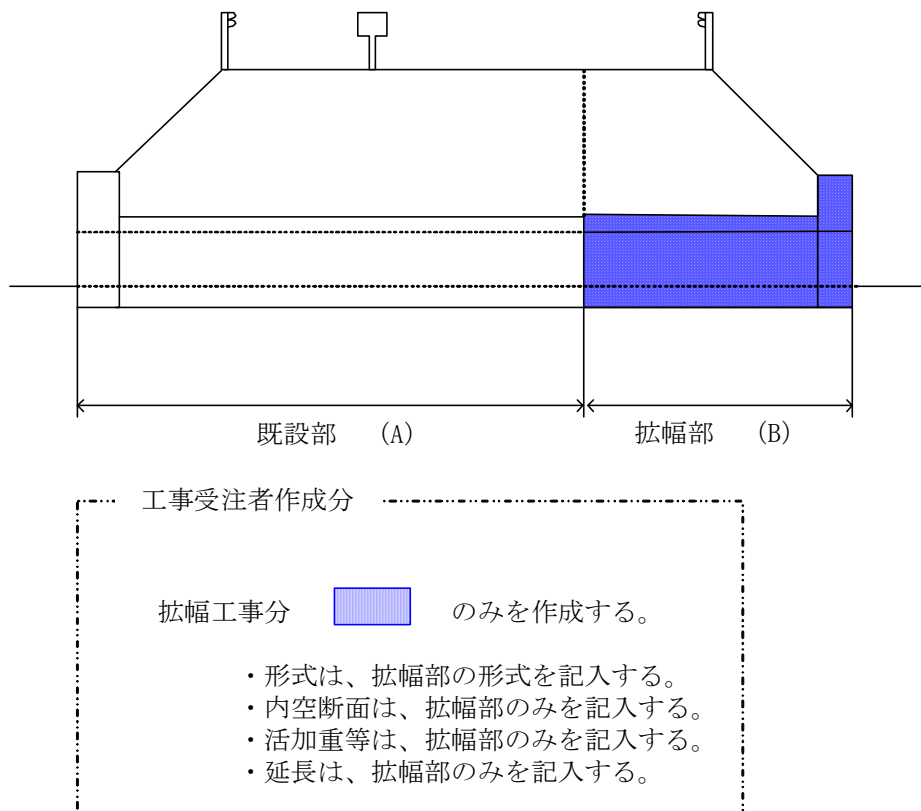 既設部 (A)
拡幅部 (B)
工事受注者作成分
拡幅工事分 のみを作成する。
・形式は、拡幅部の形式を記入する。
・内空断面は、拡幅部のみを記入する。
・活加重等は、拡幅部のみを記入する。
・延長は、拡幅部のみを記入する。